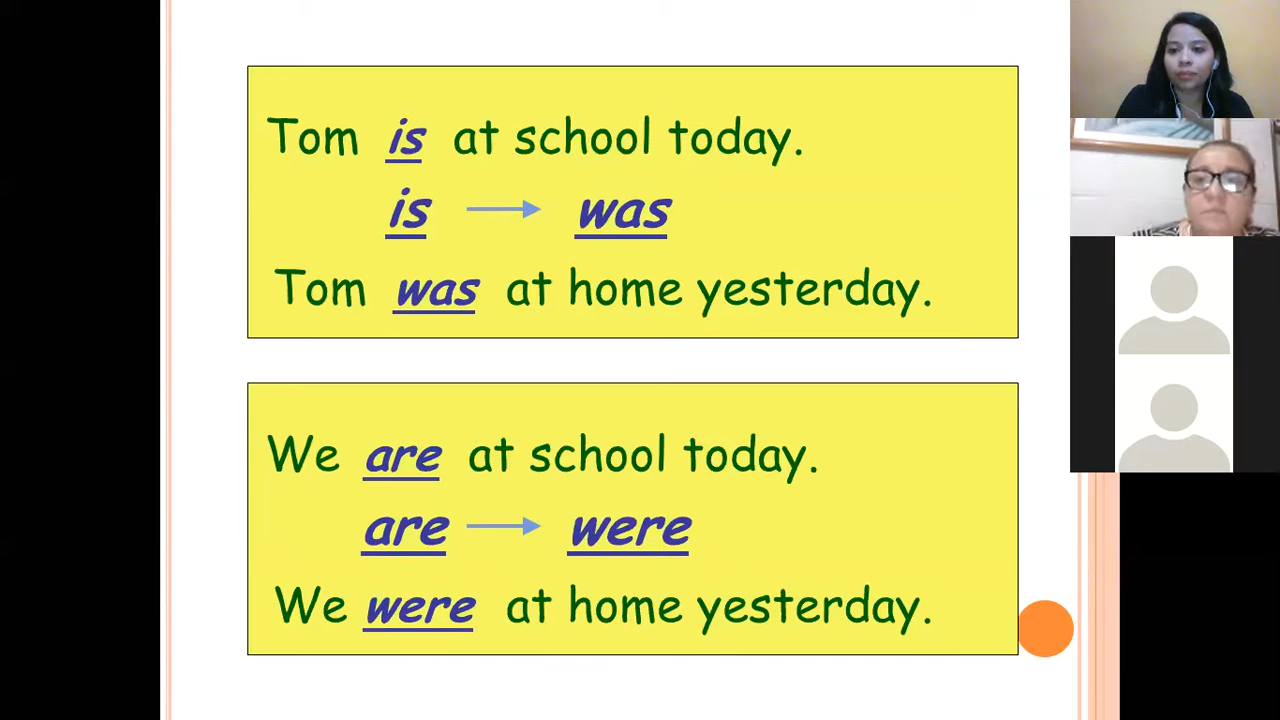 Tom is at school today.
is → was
Tom was at home yesterday.
We are at school today.
are → were
We were at home yesterday.